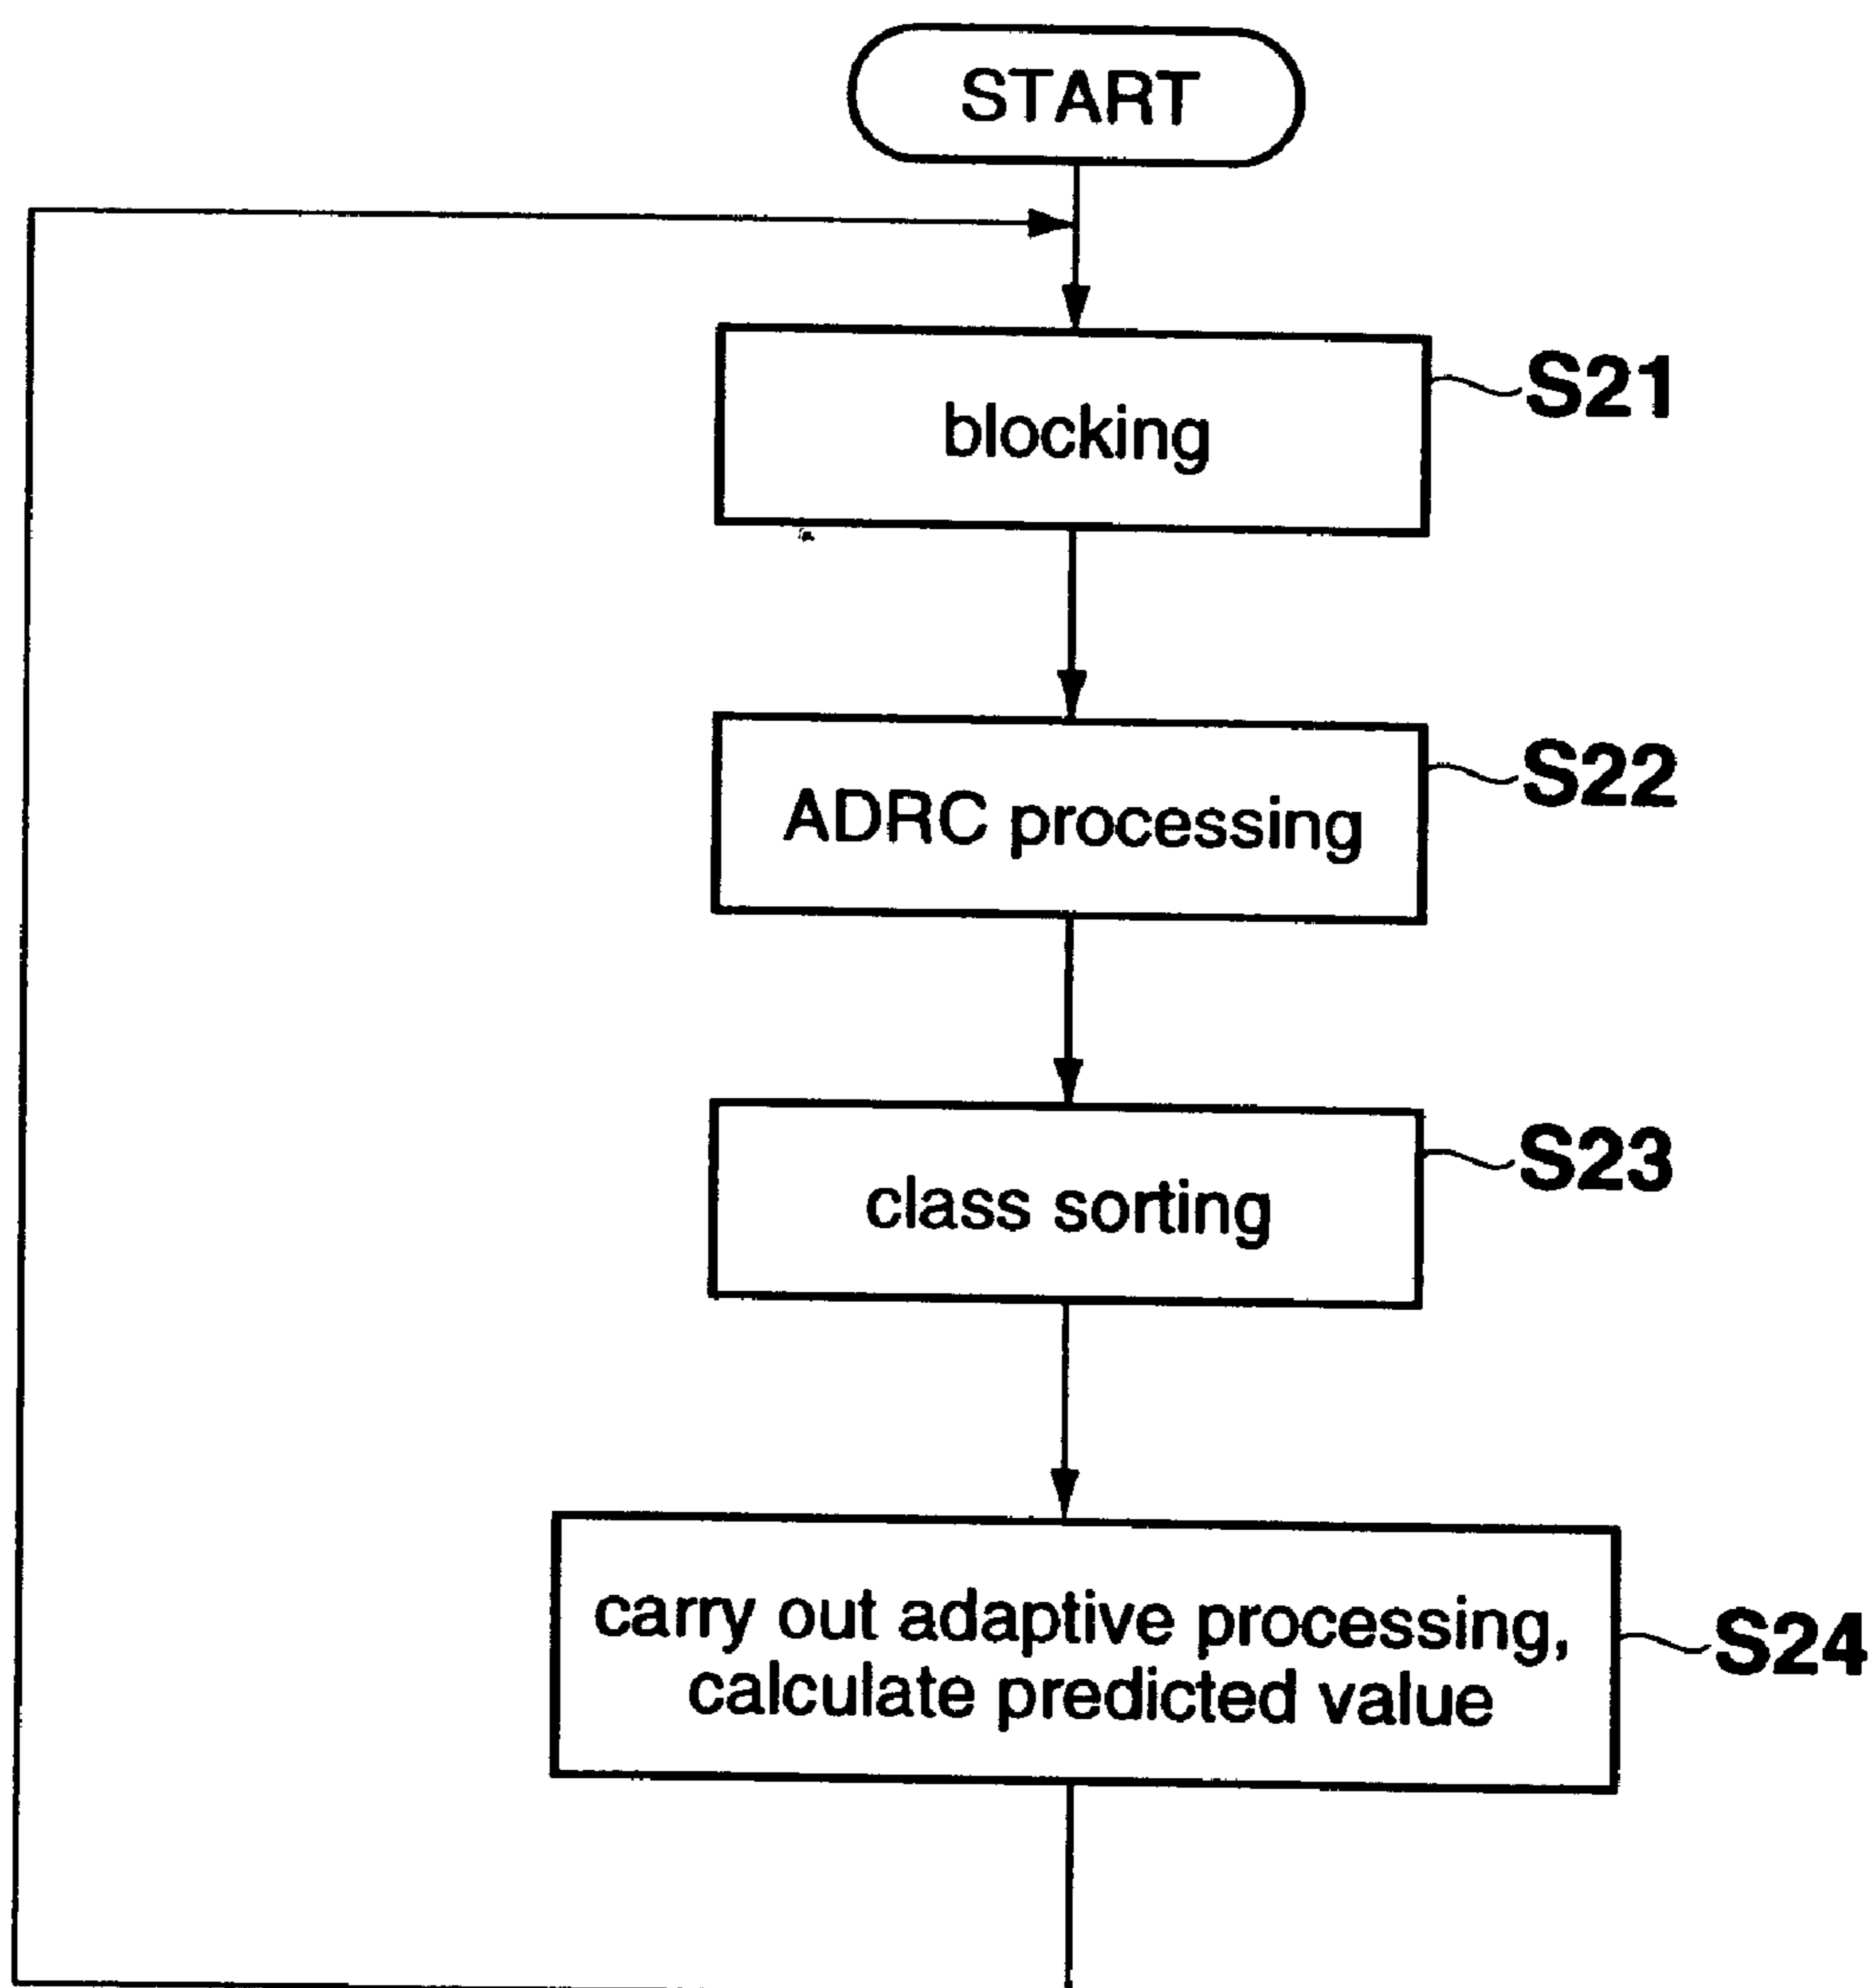 START
blocking
S21
ADRC processing
S22
class sorting
S23
carry out adaptive processing,
calculate predicted value
S24